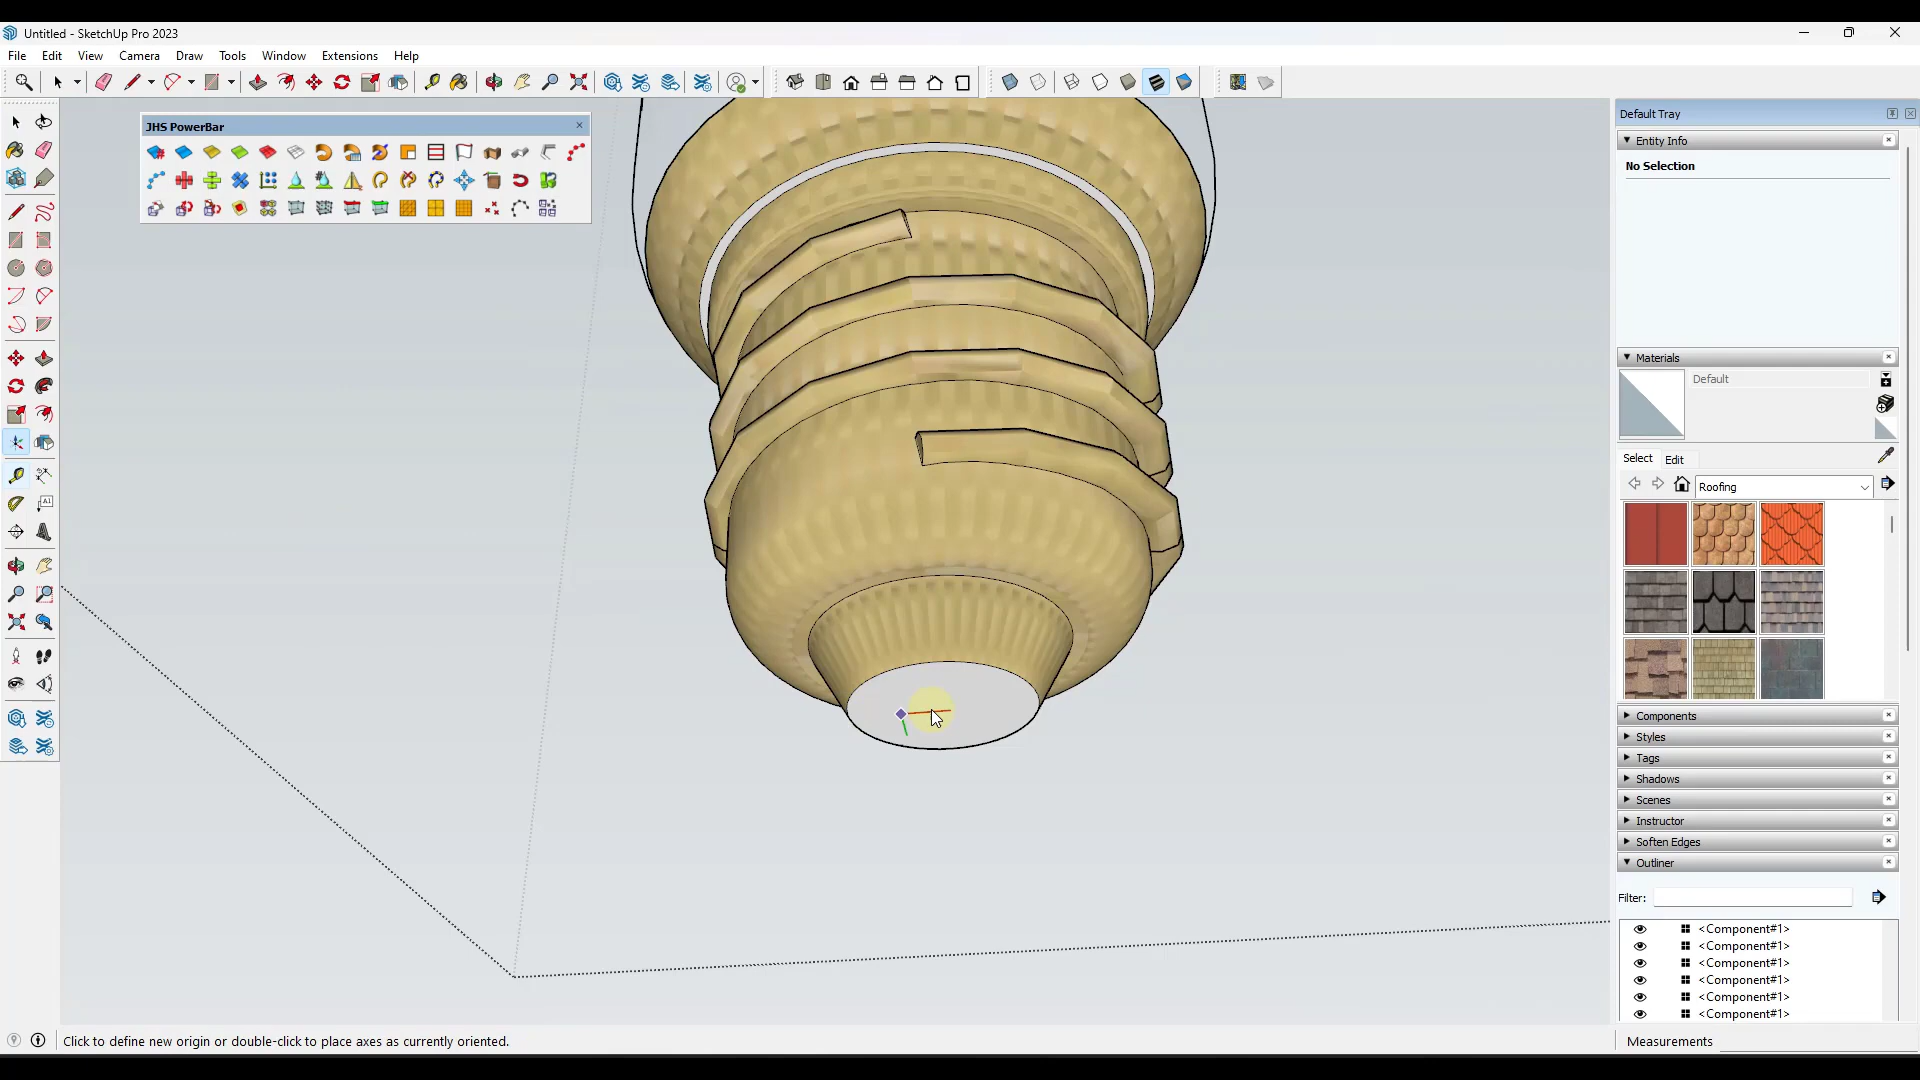 Untitled - SketchUp Pro 2023
File Edit View Camera Draw Tools Window Extensions Help
JHS PowerBar
Default Tray
Entity Info
No Selection
Materials
Default
Select Edit
Roofing
Components
Styles
Tags
Shadows
Scenes
Instructor
Soften Edges
Outliner
Filter:
<Component#1>
<Component#1>
<Component#1>
<Component#1>
<Component#1>
<Component#1>
Click to define new origin or double-click to place axes as currently oriented.
Measurements